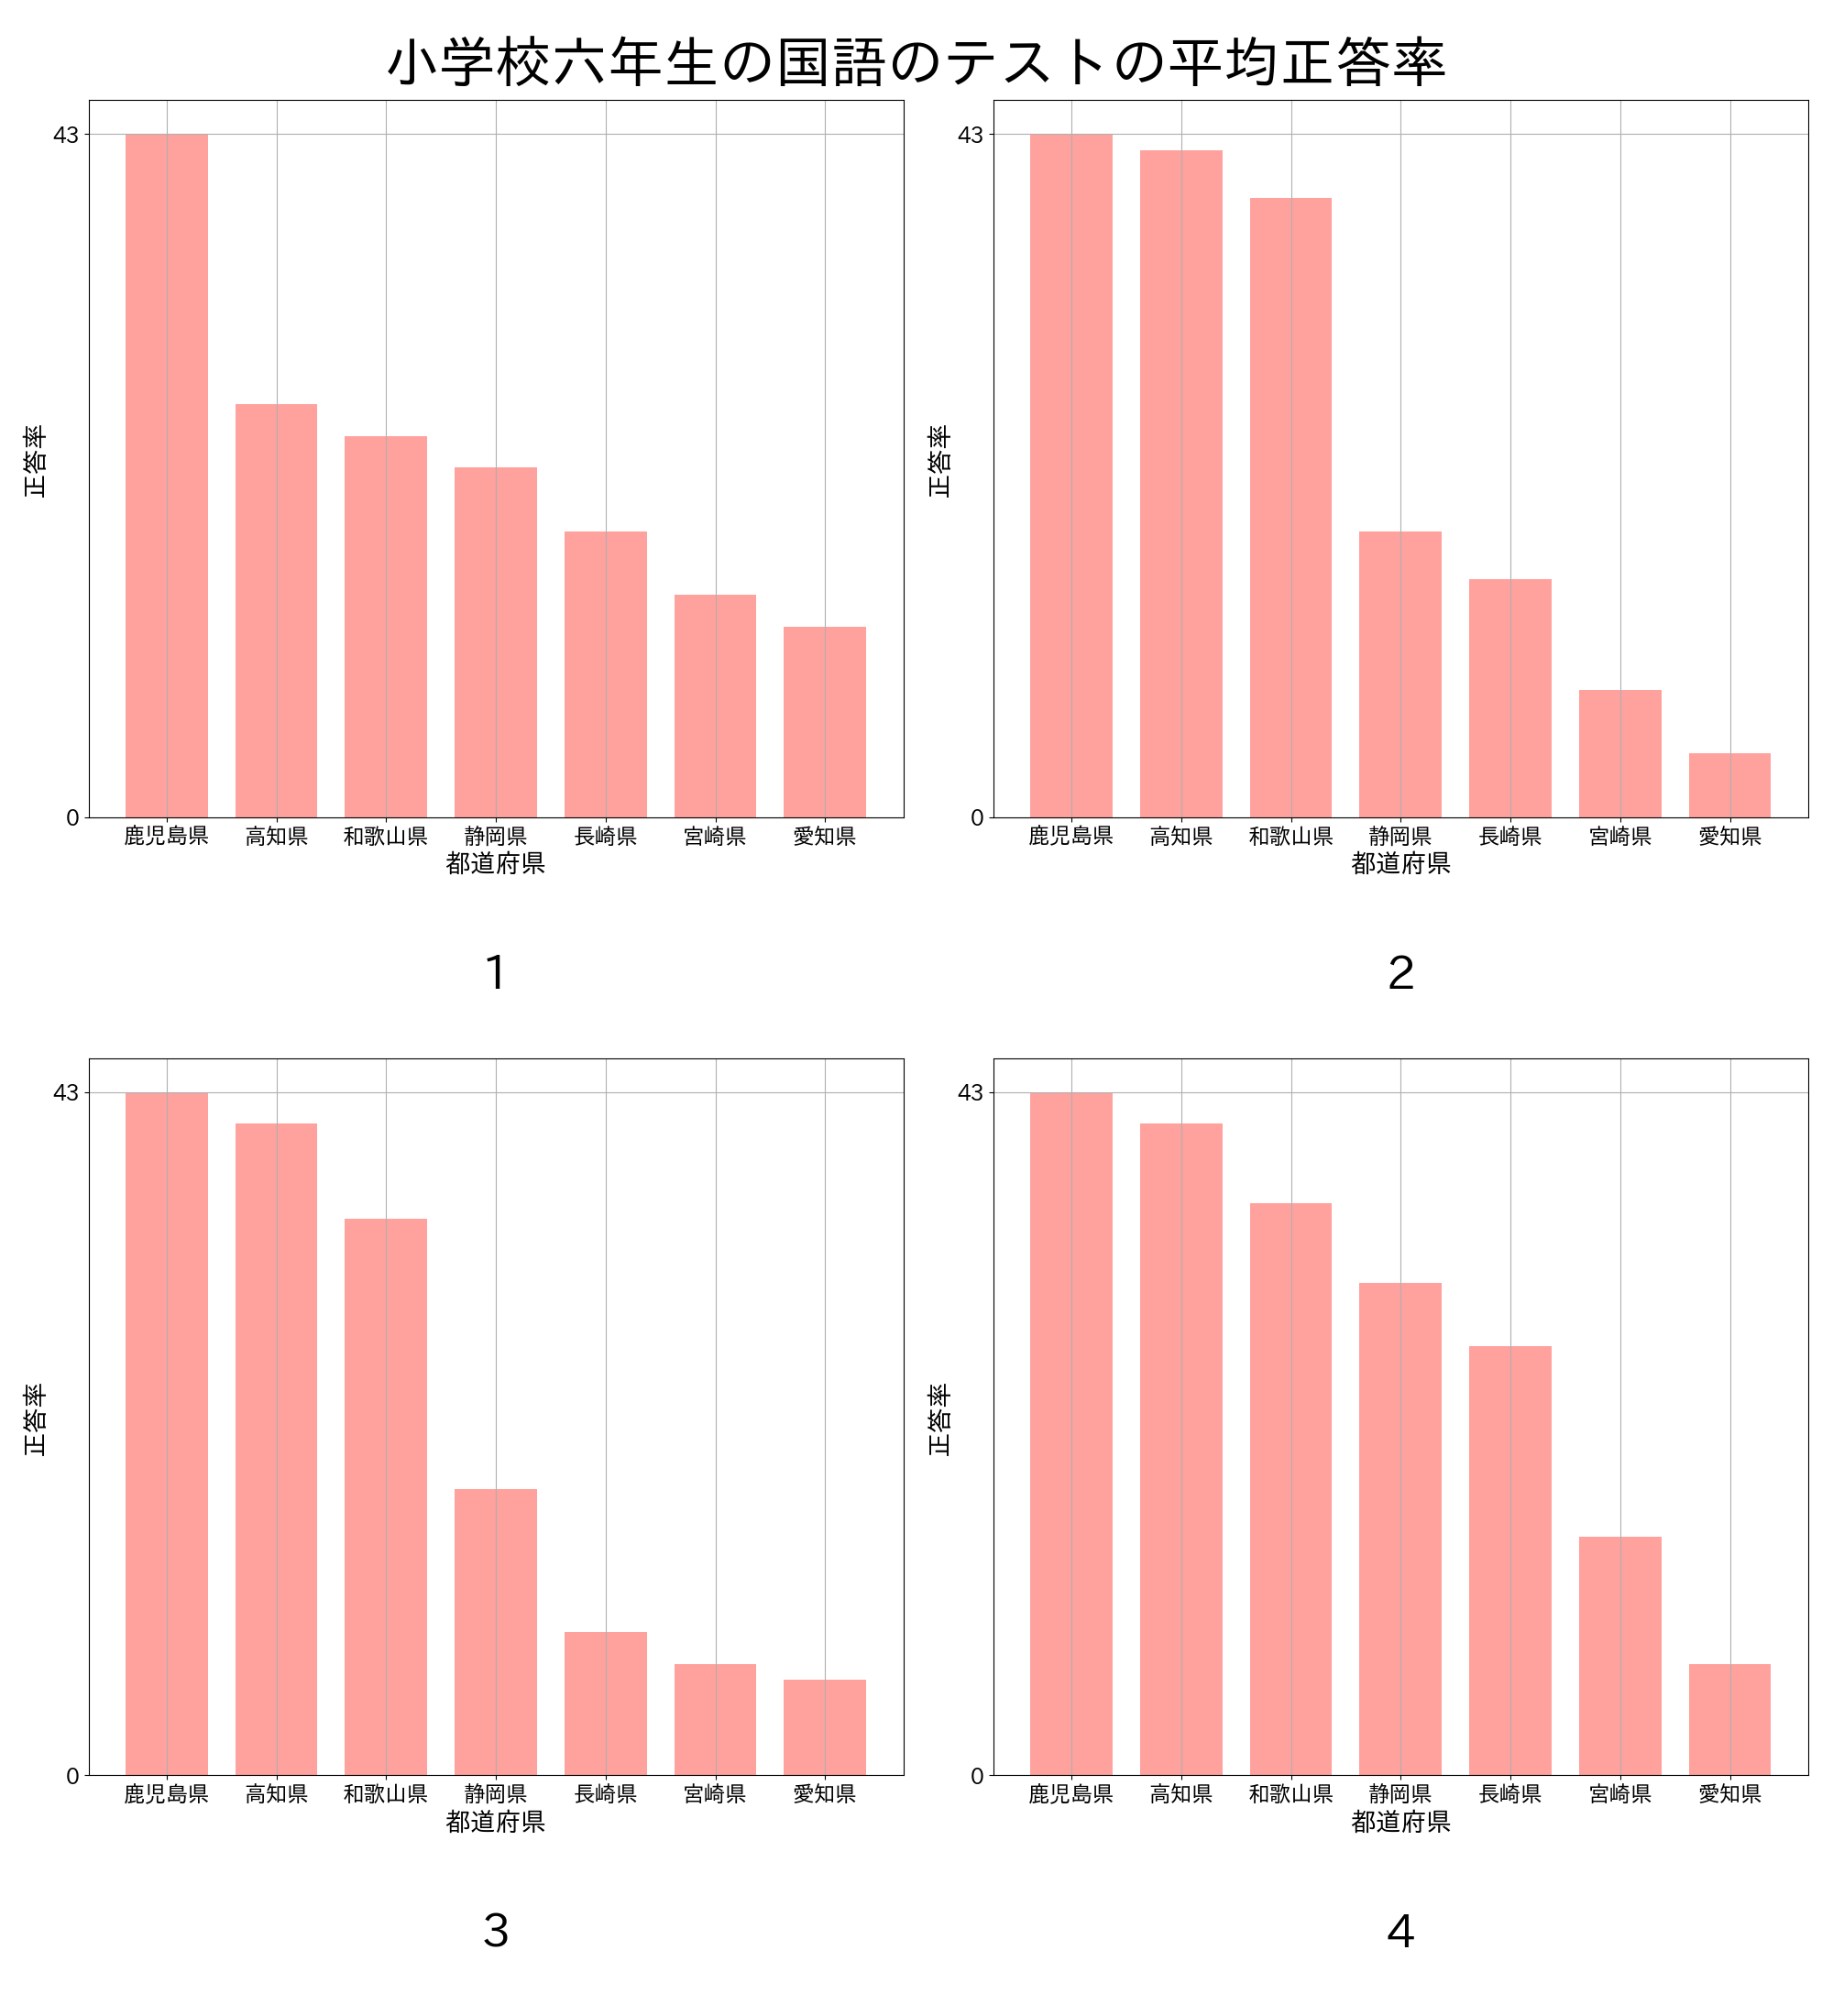 小学校六年生の国語のテストの平均正答率
43
0
正答率
鹿児島県 高知県 和歌山県 静岡県 長崎県 宮崎県 愛知県
都道府県
1
43
0
正答率
鹿児島県 高知県 和歌山県 静岡県 長崎県 宮崎県 愛知県
都道府県
2
43
0
正答率
鹿児島県 高知県 和歌山県 静岡県 長崎県 宮崎県 愛知県
都道府県
3
43
0
正答率
鹿児島県 高知県 和歌山県 静岡県 長崎県 宮崎県 愛知県
都道府県
4